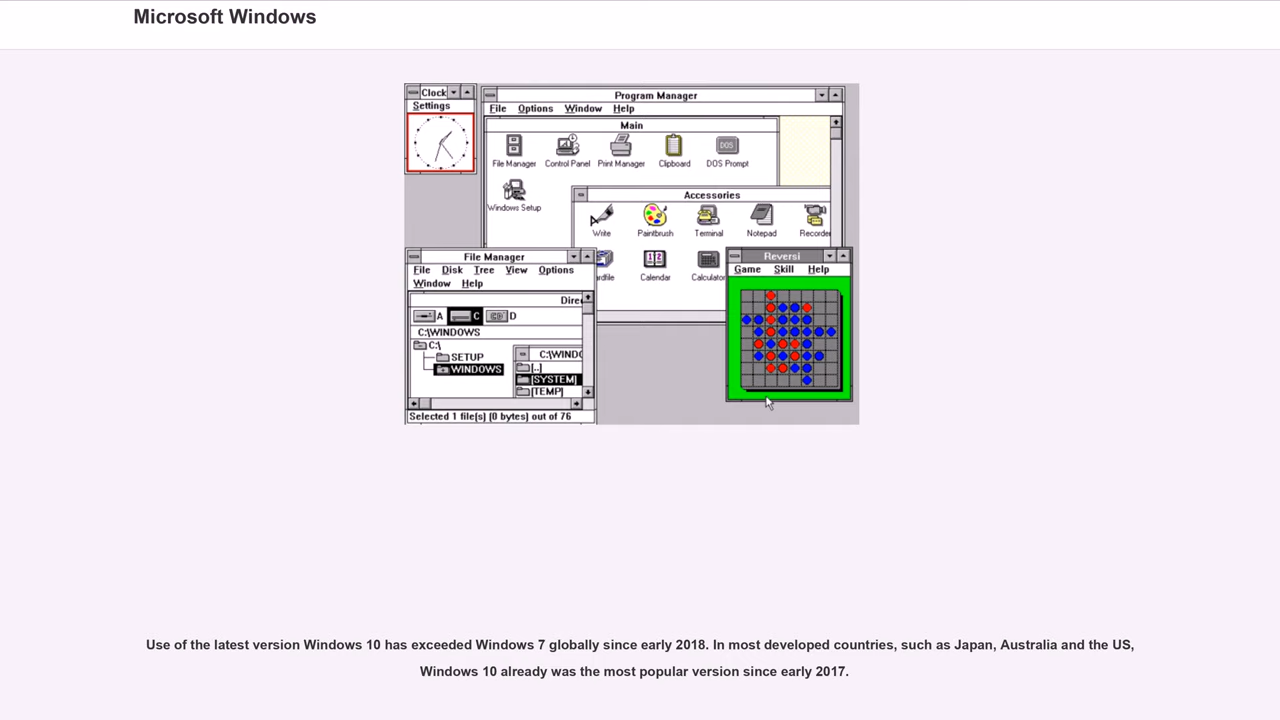 Microsoft Windows
Clock
Settings
Program Manager
File Options Window Help
Main
File Manager Control Panel Print Manager Clipboard DOS Prompt
DOS
Windows Setup
Accessories
Write Paintbrush Terminal Notepad Recorder
Calendar
File Manager
File Disk Tree View Options
Window Help
A C D
C:\WINDOWS
C:\
SETUP
WINDOWS
C:\WINDO
[..]
[SYSTEM]
[TEMP]
Selected 1 file(s) (0 bytes) out of 76
Reversi
Game Skill Help
Use of the latest version Windows 10 has exceeded Windows 7 globally since early 2018. In most developed countries, such as Japan, Australia and the US,
Windows 10 already was the most popular version since early 2017.